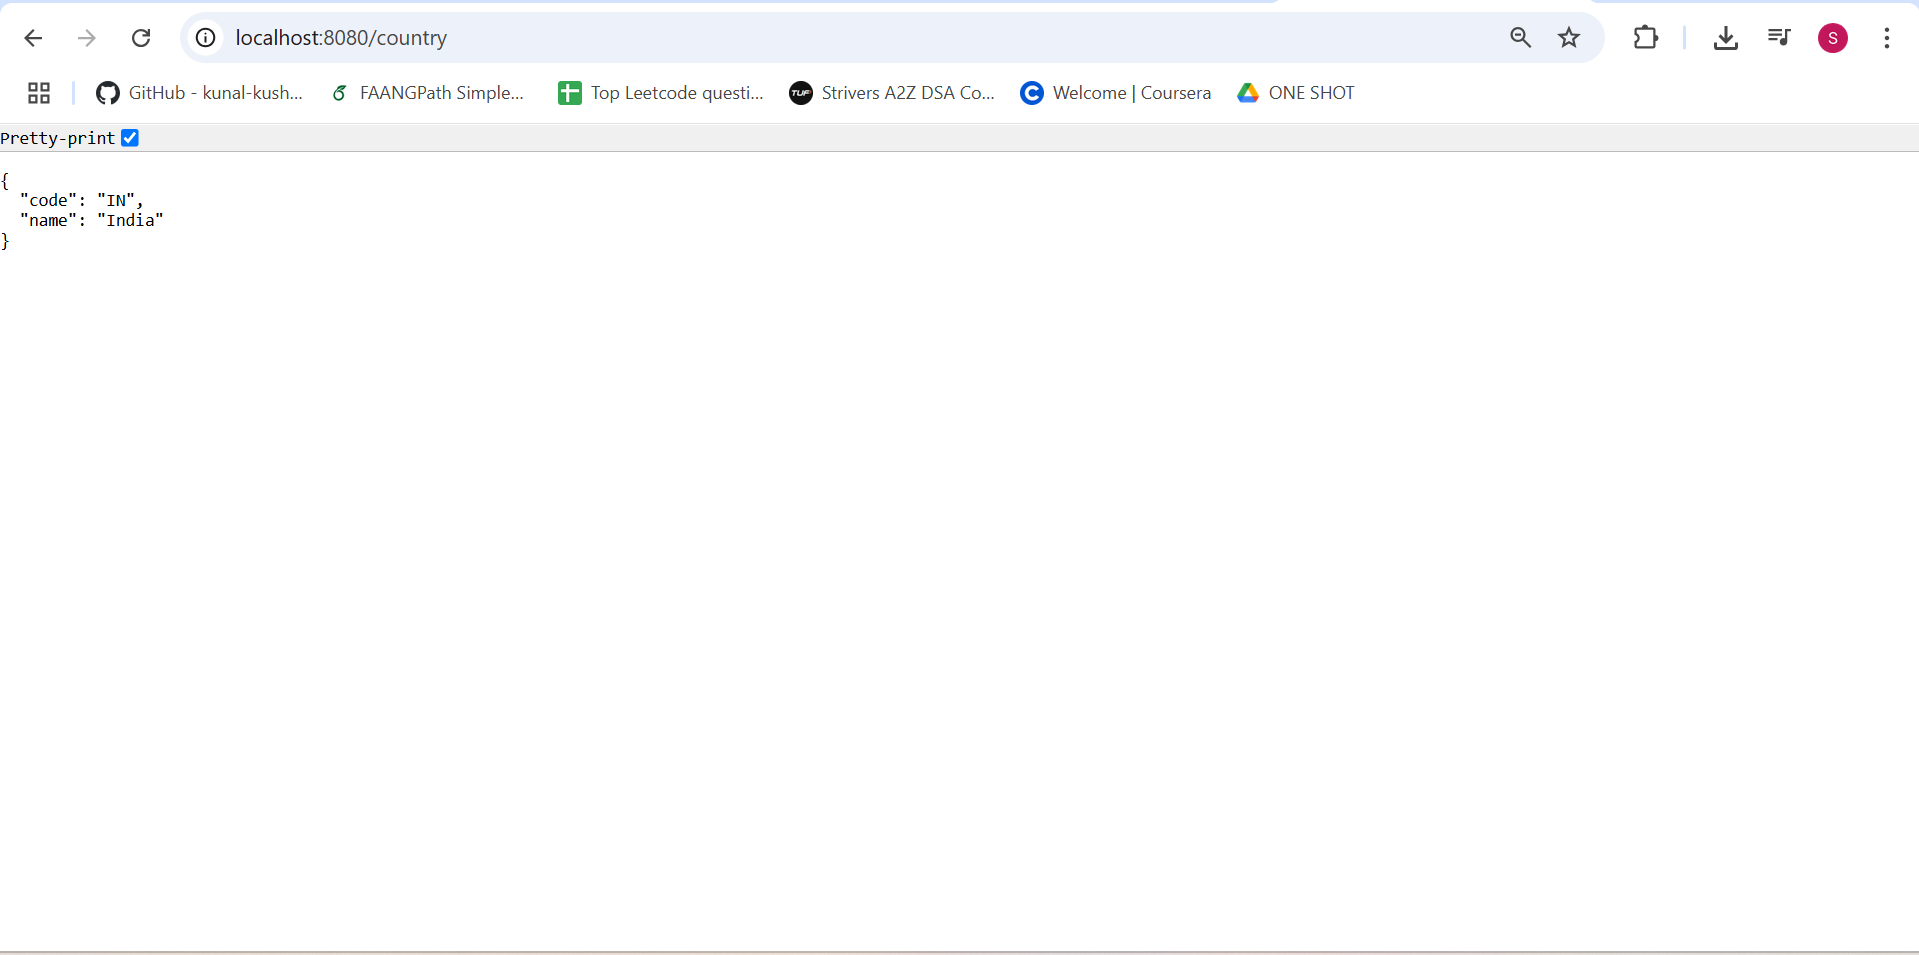 localhost:8080/country
S
GitHub - kunal-kush...
FAANGPath Simple...
Top Leetcode questi...
TUF
Strivers A2Z DSA Co...
Welcome | Coursera
ONE SHOT
Pretty-print
{
  "code": "IN",
  "name": "India"
}